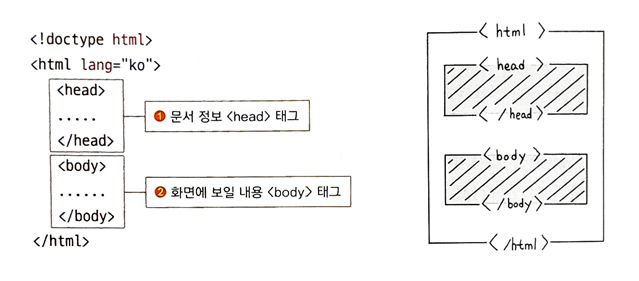 <!doctype html>
<html lang="ko">
<head>
.....
</head>
❶ 문서 정보 <head> 태그
<body>
......
</body>
❷ 화면에 보일 내용 <body> 태그
</html>
< html >
< head >
< /head >
< body >
< /body >
< /html >